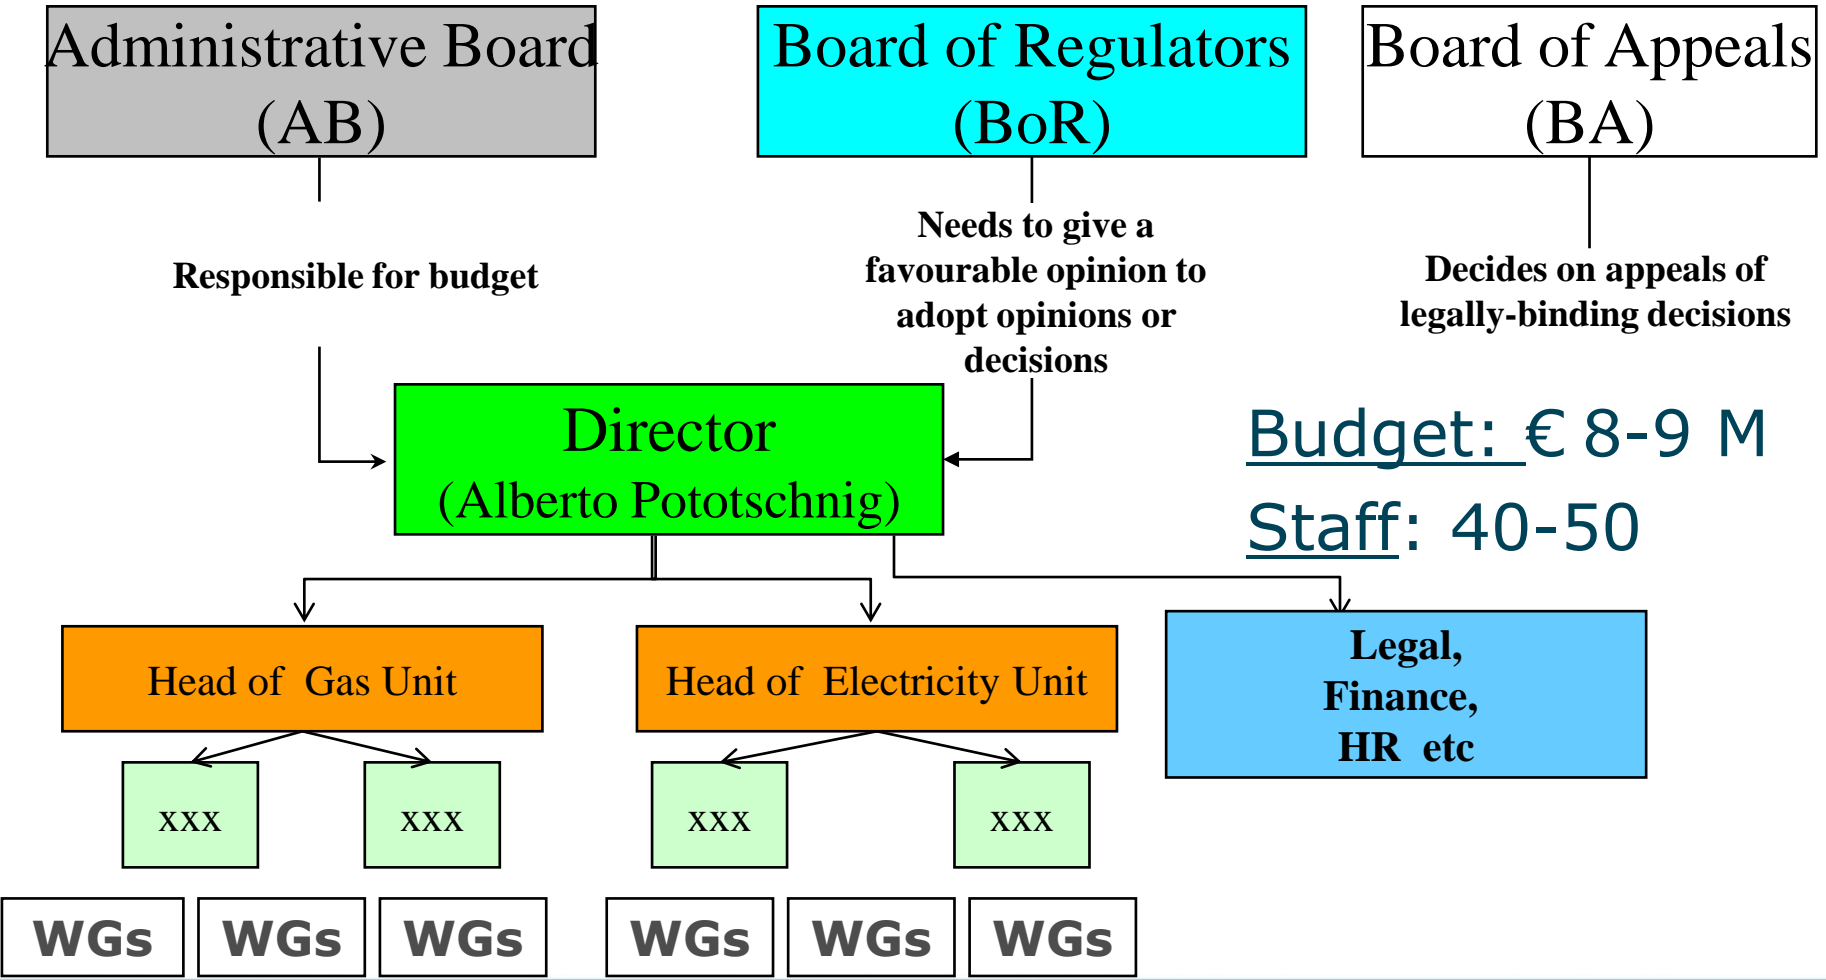 Administrative Board
(AB)
Board of Regulators
(BoR)
Board of Appeals
(BA)
Responsible for budget
Needs to give a
favourable opinion to
adopt opinions or
decisions
Decides on appeals of
legally-binding decisions
Director
(Alberto Pototschnig)
Budget: € 8-9 M
Staff: 40-50
Head of Gas Unit
Head of Electricity Unit
Legal,
Finance,
HR etc
xxx
xxx
xxx
xxx
WGs
WGs
WGs
WGs
WGs
WGs